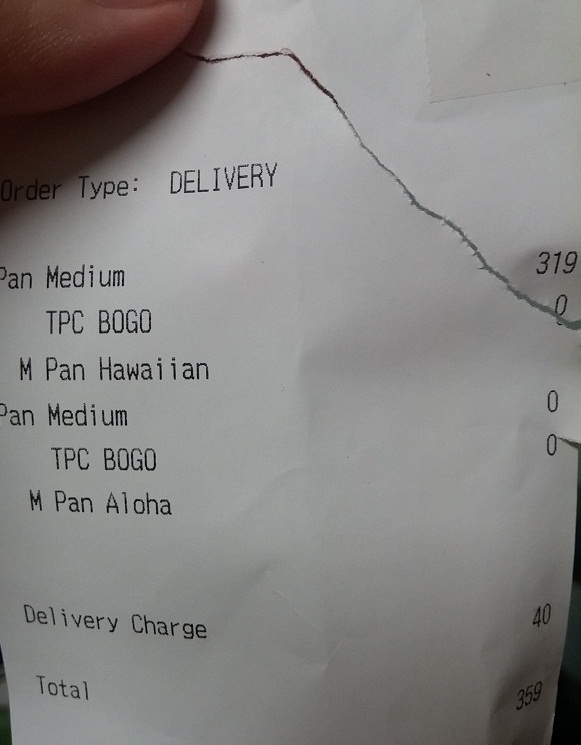 Order Type: DELIVERY
Pan Medium 319
TPC BOGO 0
M Pan Hawaiian
Pan Medium 0
TPC BOGO 0
M Pan Aloha
Delivery Charge 40
Total 359